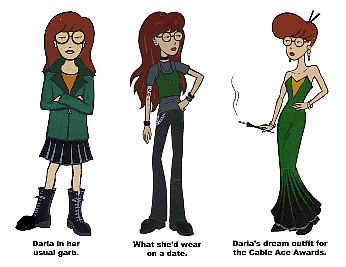 Daria in her
usual garb.
What she'd wear
on a date.
Daria's dream outfit for
the Cable Ace Awards.